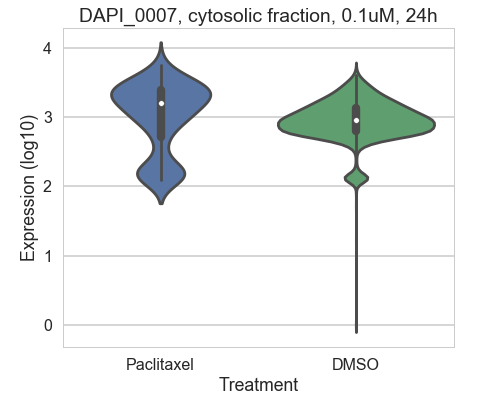 DAPI_0007, cytosolic fraction, 0.1uM, 24h
Expression (log10)
4
3
2
1
0
Paclitaxel DMSO
Treatment